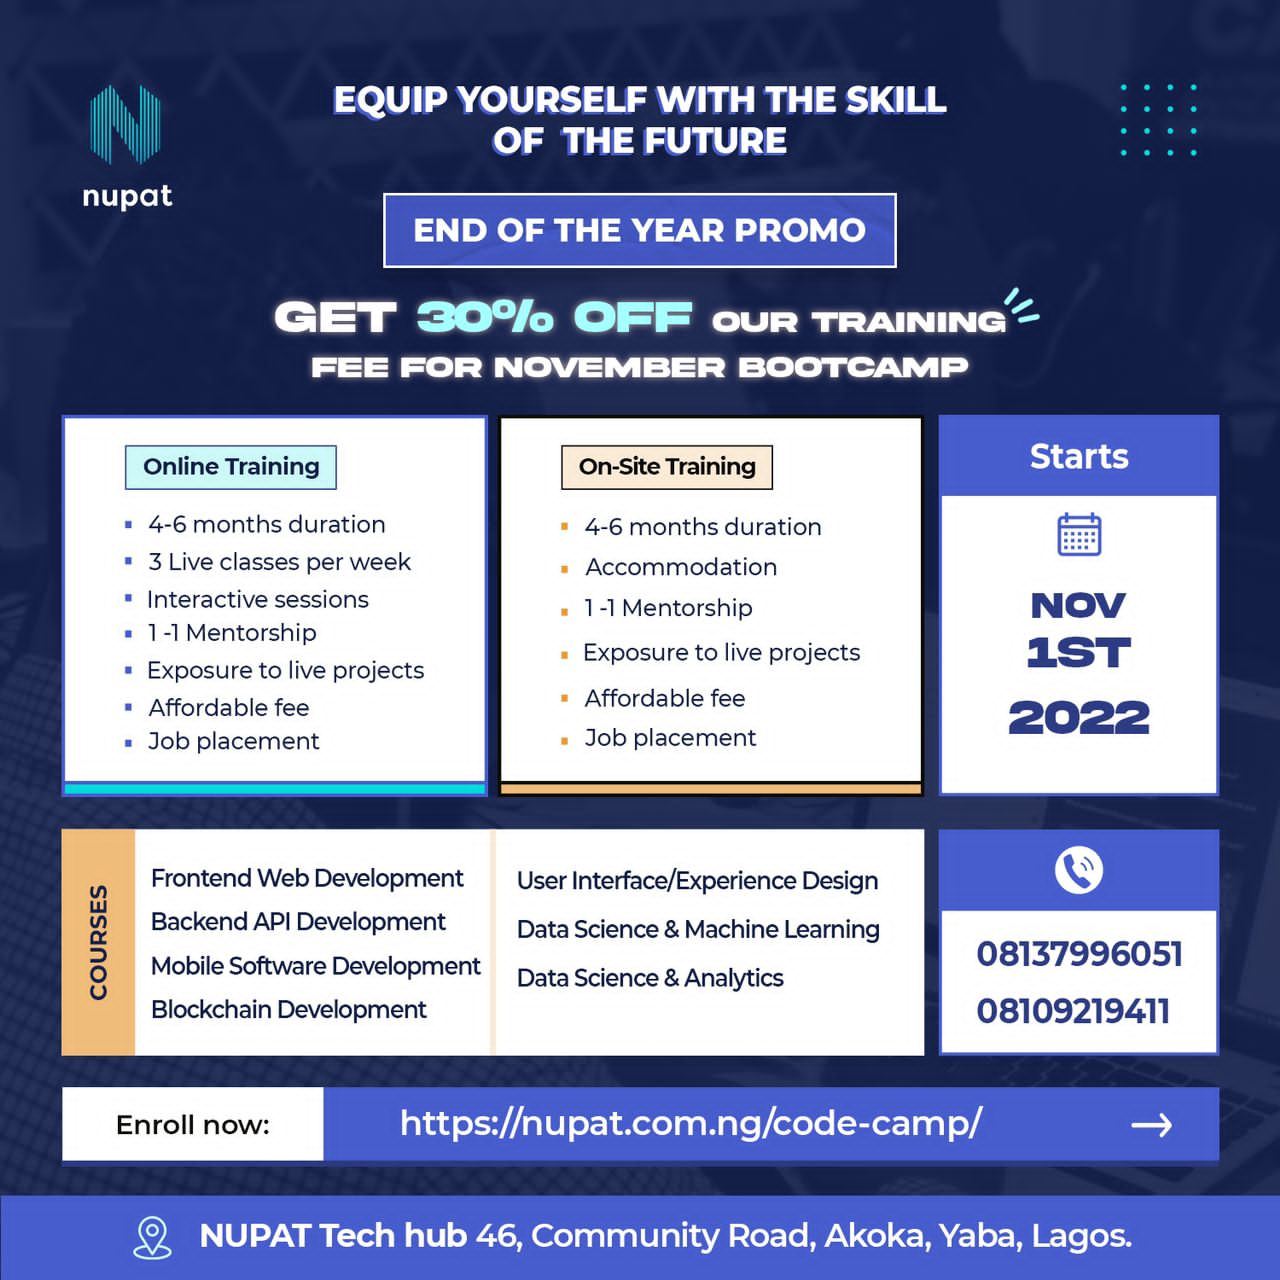 nupat
EQUIP YOURSELF WITH THE SKILL
OF THE FUTURE
END OF THE YEAR PROMO
GET 30% OFF OUR TRAINING
FEE FOR NOVEMBER BOOTCAMP
Online Training
4-6 months duration
3 Live classes per week
Interactive sessions
1 -1 Mentorship
Exposure to live projects
Affordable fee
Job placement
On-Site Training
4-6 months duration
Accommodation
1 -1 Mentorship
Exposure to live projects
Affordable fee
Job placement
Starts
NOV
1ST
2022
COURSES
Frontend Web Development
Backend API Development
Mobile Software Development
Blockchain Development
User Interface/Experience Design
Data Science & Machine Learning
Data Science & Analytics
08137996051
08109219411
Enroll now:
https://nupat.com.ng/code-camp/
NUPAT Tech hub 46, Community Road, Akoka, Yaba, Lagos.